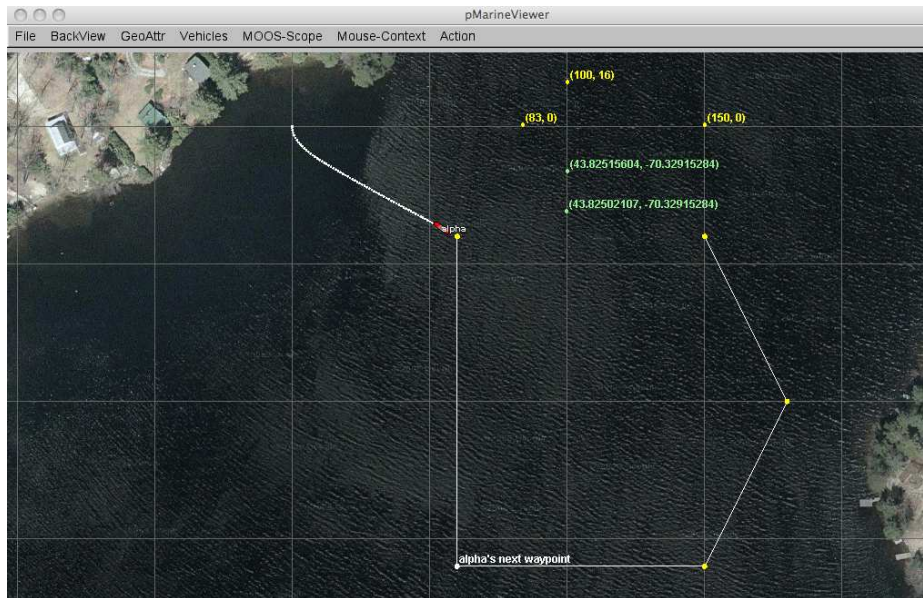 pMarineViewer
File BackView GeoAttr Vehicles MOOS-Scope Mouse-Context Action
(100, 16)
(83, 0)
(150, 0)
(43.82515604, -70.32915284)
(43.82502107, -70.32915284)
alpha
alpha's next waypoint